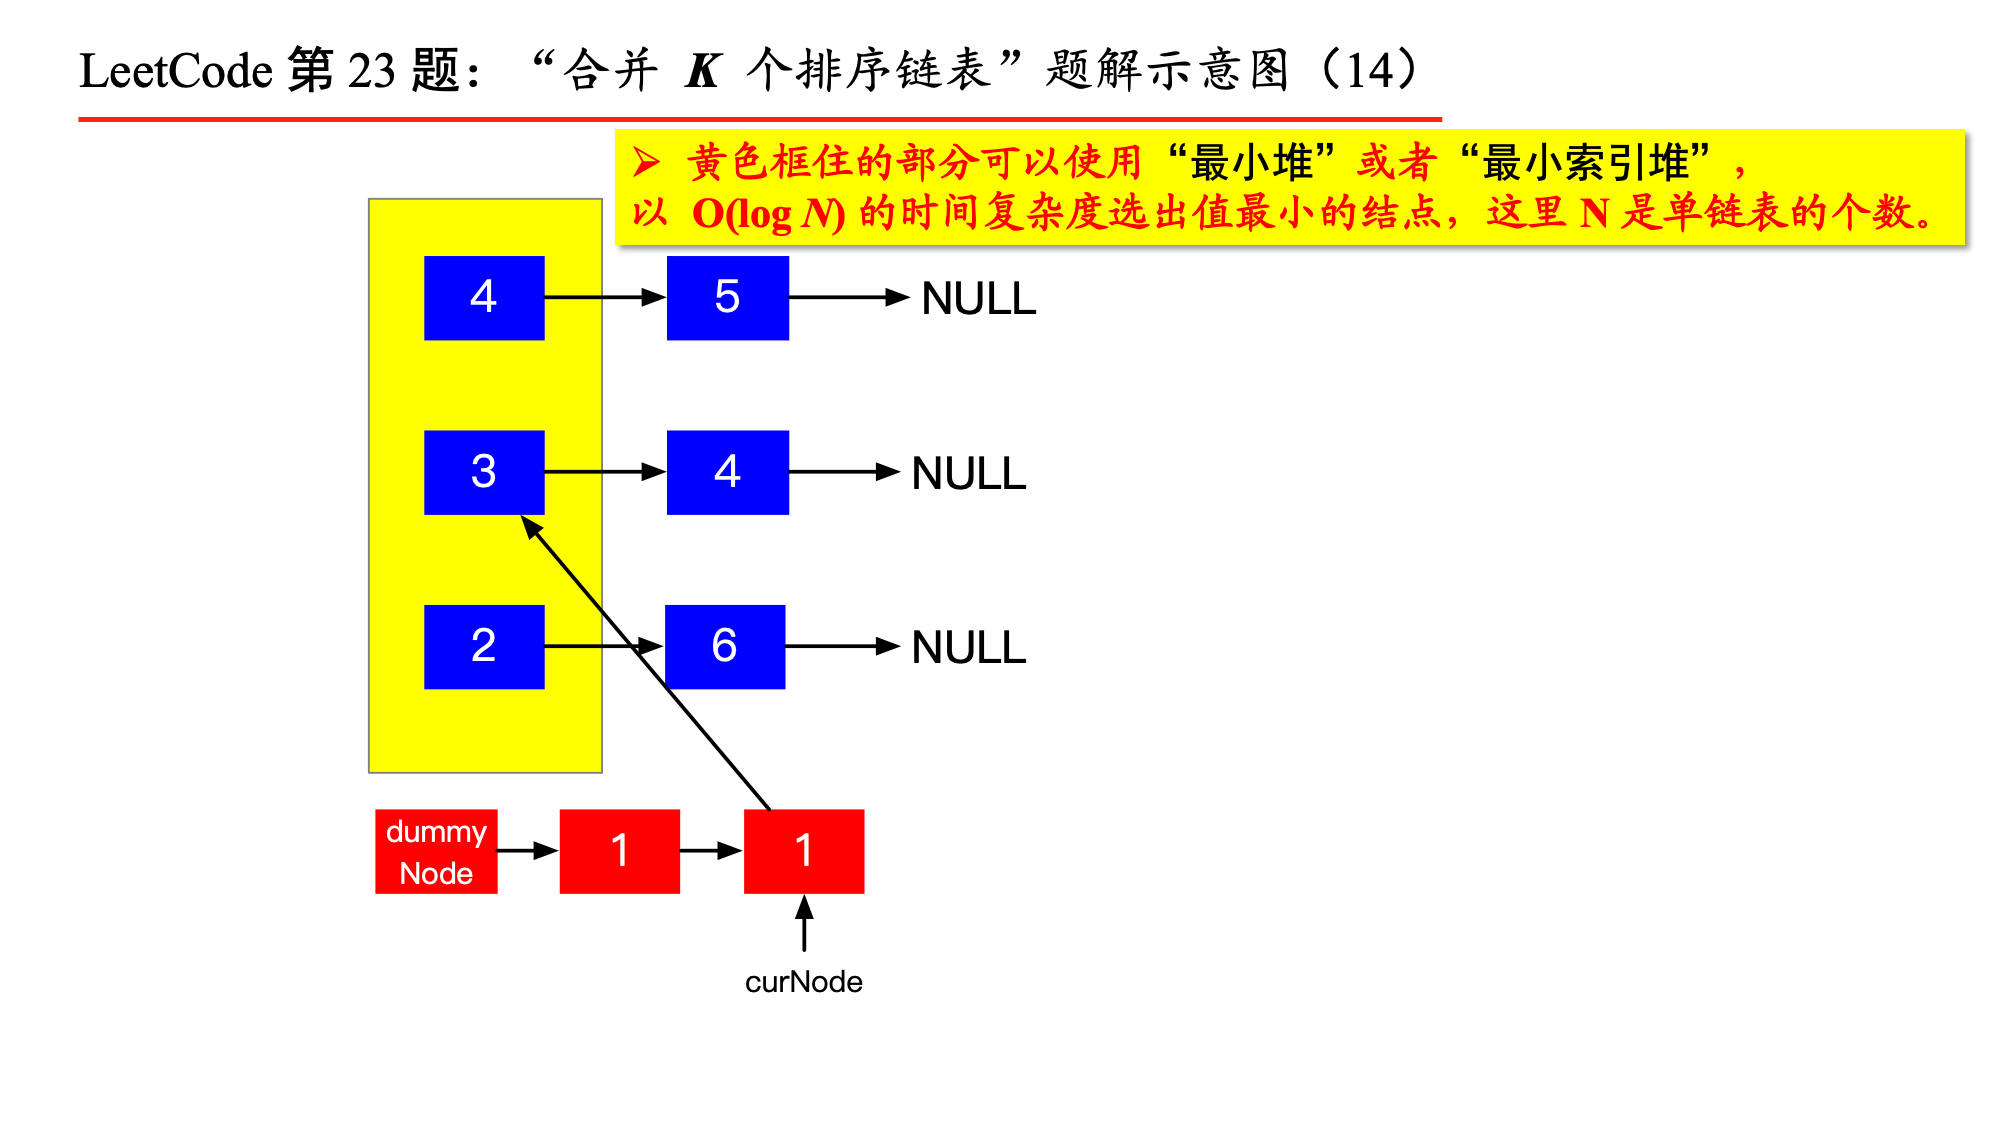 LeetCode 第 23 题：“合并 K 个排序链表”题解示意图（14）
➢ 黄色框住的部分可以使用“最小堆”或者“最小索引堆”，
以 O(log N) 的时间复杂度选出值最小的结点，这里 N 是单链表的个数。
4 5 NULL
3 4 NULL
2 6 NULL
dummy
Node
1 1
curNode